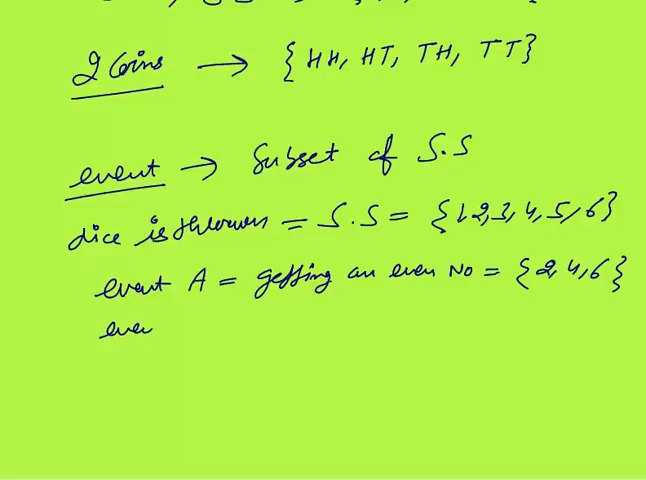 2 Coins → {HH, HT, TH, TT}
event → Subset of S.S
dice is thrown = S.S = {1,2,3,4,5,6}
event A = getting an even No = {2,4,6}
eve